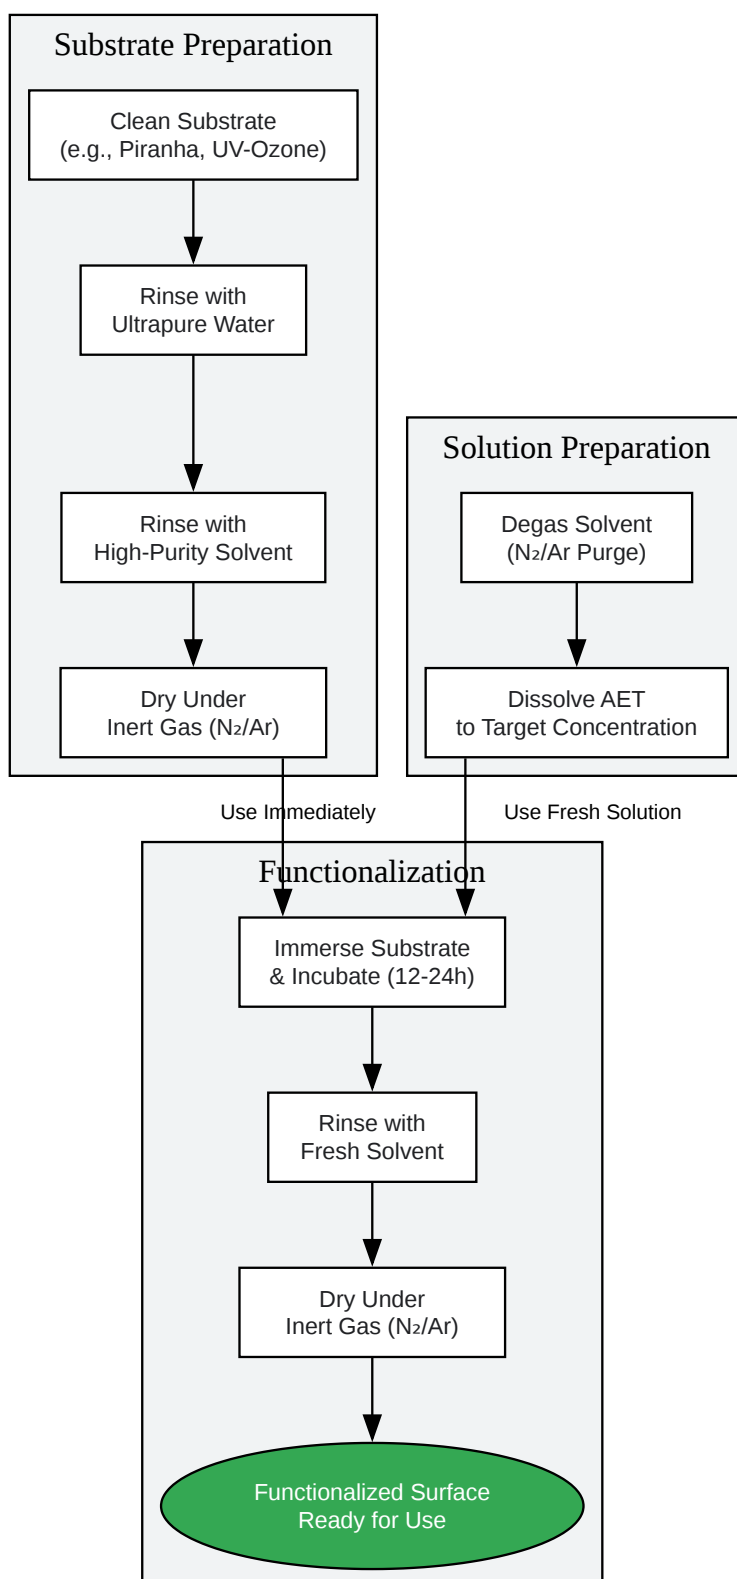 Substrate Preparation
Clean Substrate
(e.g., Piranha, UV-Ozone)
Rinse with
Ultrapure Water
Rinse with
High-Purity Solvent
Dry Under
Inert Gas (N₂/Ar)
Solution Preparation
Degas Solvent
(N₂/Ar Purge)
Dissolve AET
to Target Concentration
Use Immediately
Use Fresh Solution
Functionalization
Immerse Substrate
& Incubate (12-24h)
Rinse with
Fresh Solvent
Dry Under
Inert Gas (N₂/Ar)
Functionalized Surface
Ready for Use